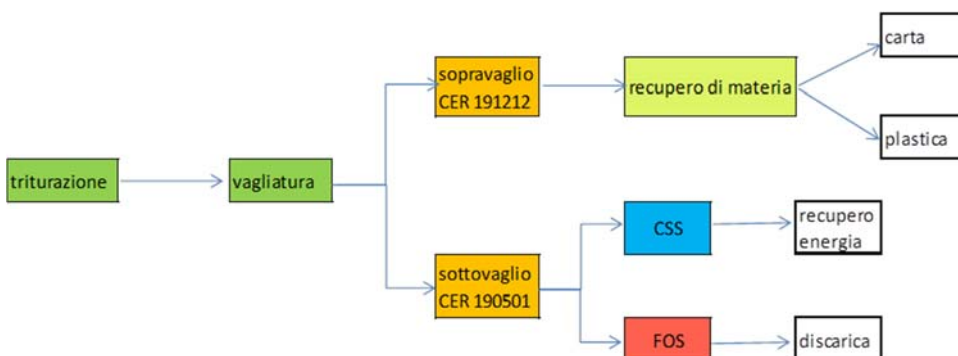 carta
sopravaglio
CER 191212
recupero di materia
plastica
triturazione
vagliatura
CSS
recupero
energia
sottovaglio
CER 190501
FOS
discarica